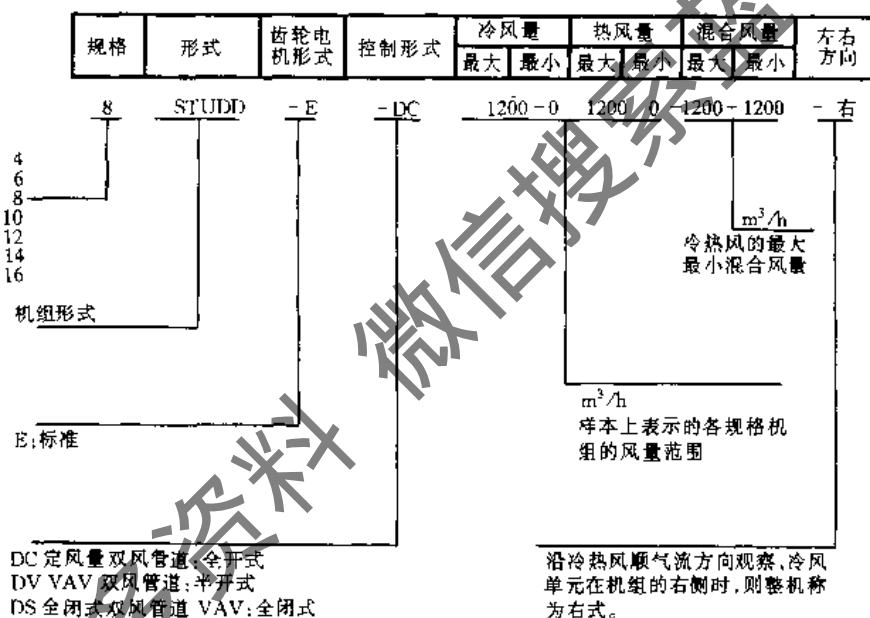 规格 形式 齿轮电机形式 控制形式 冷风量 热风量 混合风量 左右方向
最大 最小 最大 最小 最大 最小
8 STUDD -E -DC 1200-0 1200 0 -1200-1200 - 右
4
6
8
10
12
14
16
m³/h
冷热风的最大
最小混合风量
机组形式
m³/h
样本上表示的各规格机
组的风量范围
E:标准
DC 定风量双风管道:全开式
DV VAV 双风管道:半开式
DS 全闭式双风管道 VAV:全闭式
沿冷热风顺气流方向观察,冷风
单元在机组的右侧时,则整机称
为右式。
资料 微信搜索